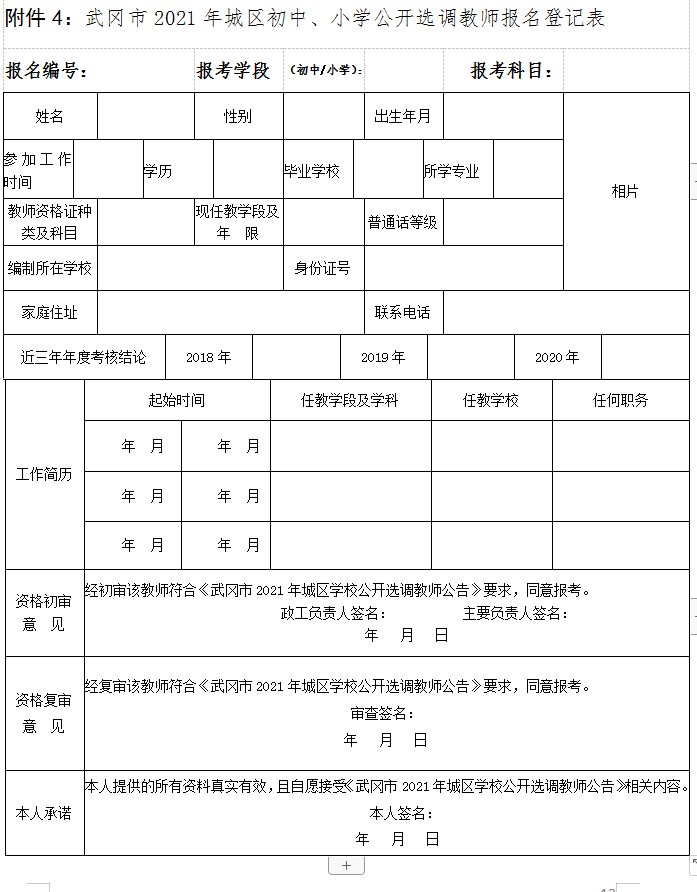 附件 4：武冈市 2021 年城区初中、小学公开选调教师报名登记表
报名编号： 报考学段 （初中/小学）： 报考科目：
姓名 性别 出生年月
参加工作 学历 毕业学校 所学专业
时间
相片
教师资格证种 现任教学段及 普通话等级
类及科目 年 限
编制所在学校 身份证号
家庭住址 联系电话
近三年年度考核结论 2018 年 2019 年 2020 年
工作简历
起始时间 任教学段及学科 任教学校 任何职务
年 月 年 月
年 月 年 月
年 月 年 月
资格初审
意 见
经初审该教师符合《武冈市 2021 年城区学校公开选调教师公告》要求，同意报考。
政工负责人签名： 主要负责人签名：
年 月 日
资格复审
意 见
经复审该教师符合《武冈市 2021 年城区学校公开选调教师公告》要求，同意报考。
审查签名：
年 月 日
本人承诺
本人提供的所有资料真实有效，且自愿接受《武冈市 2021 年城区学校公开选调教师公告》相关内容。
本人签名：
年 月 日